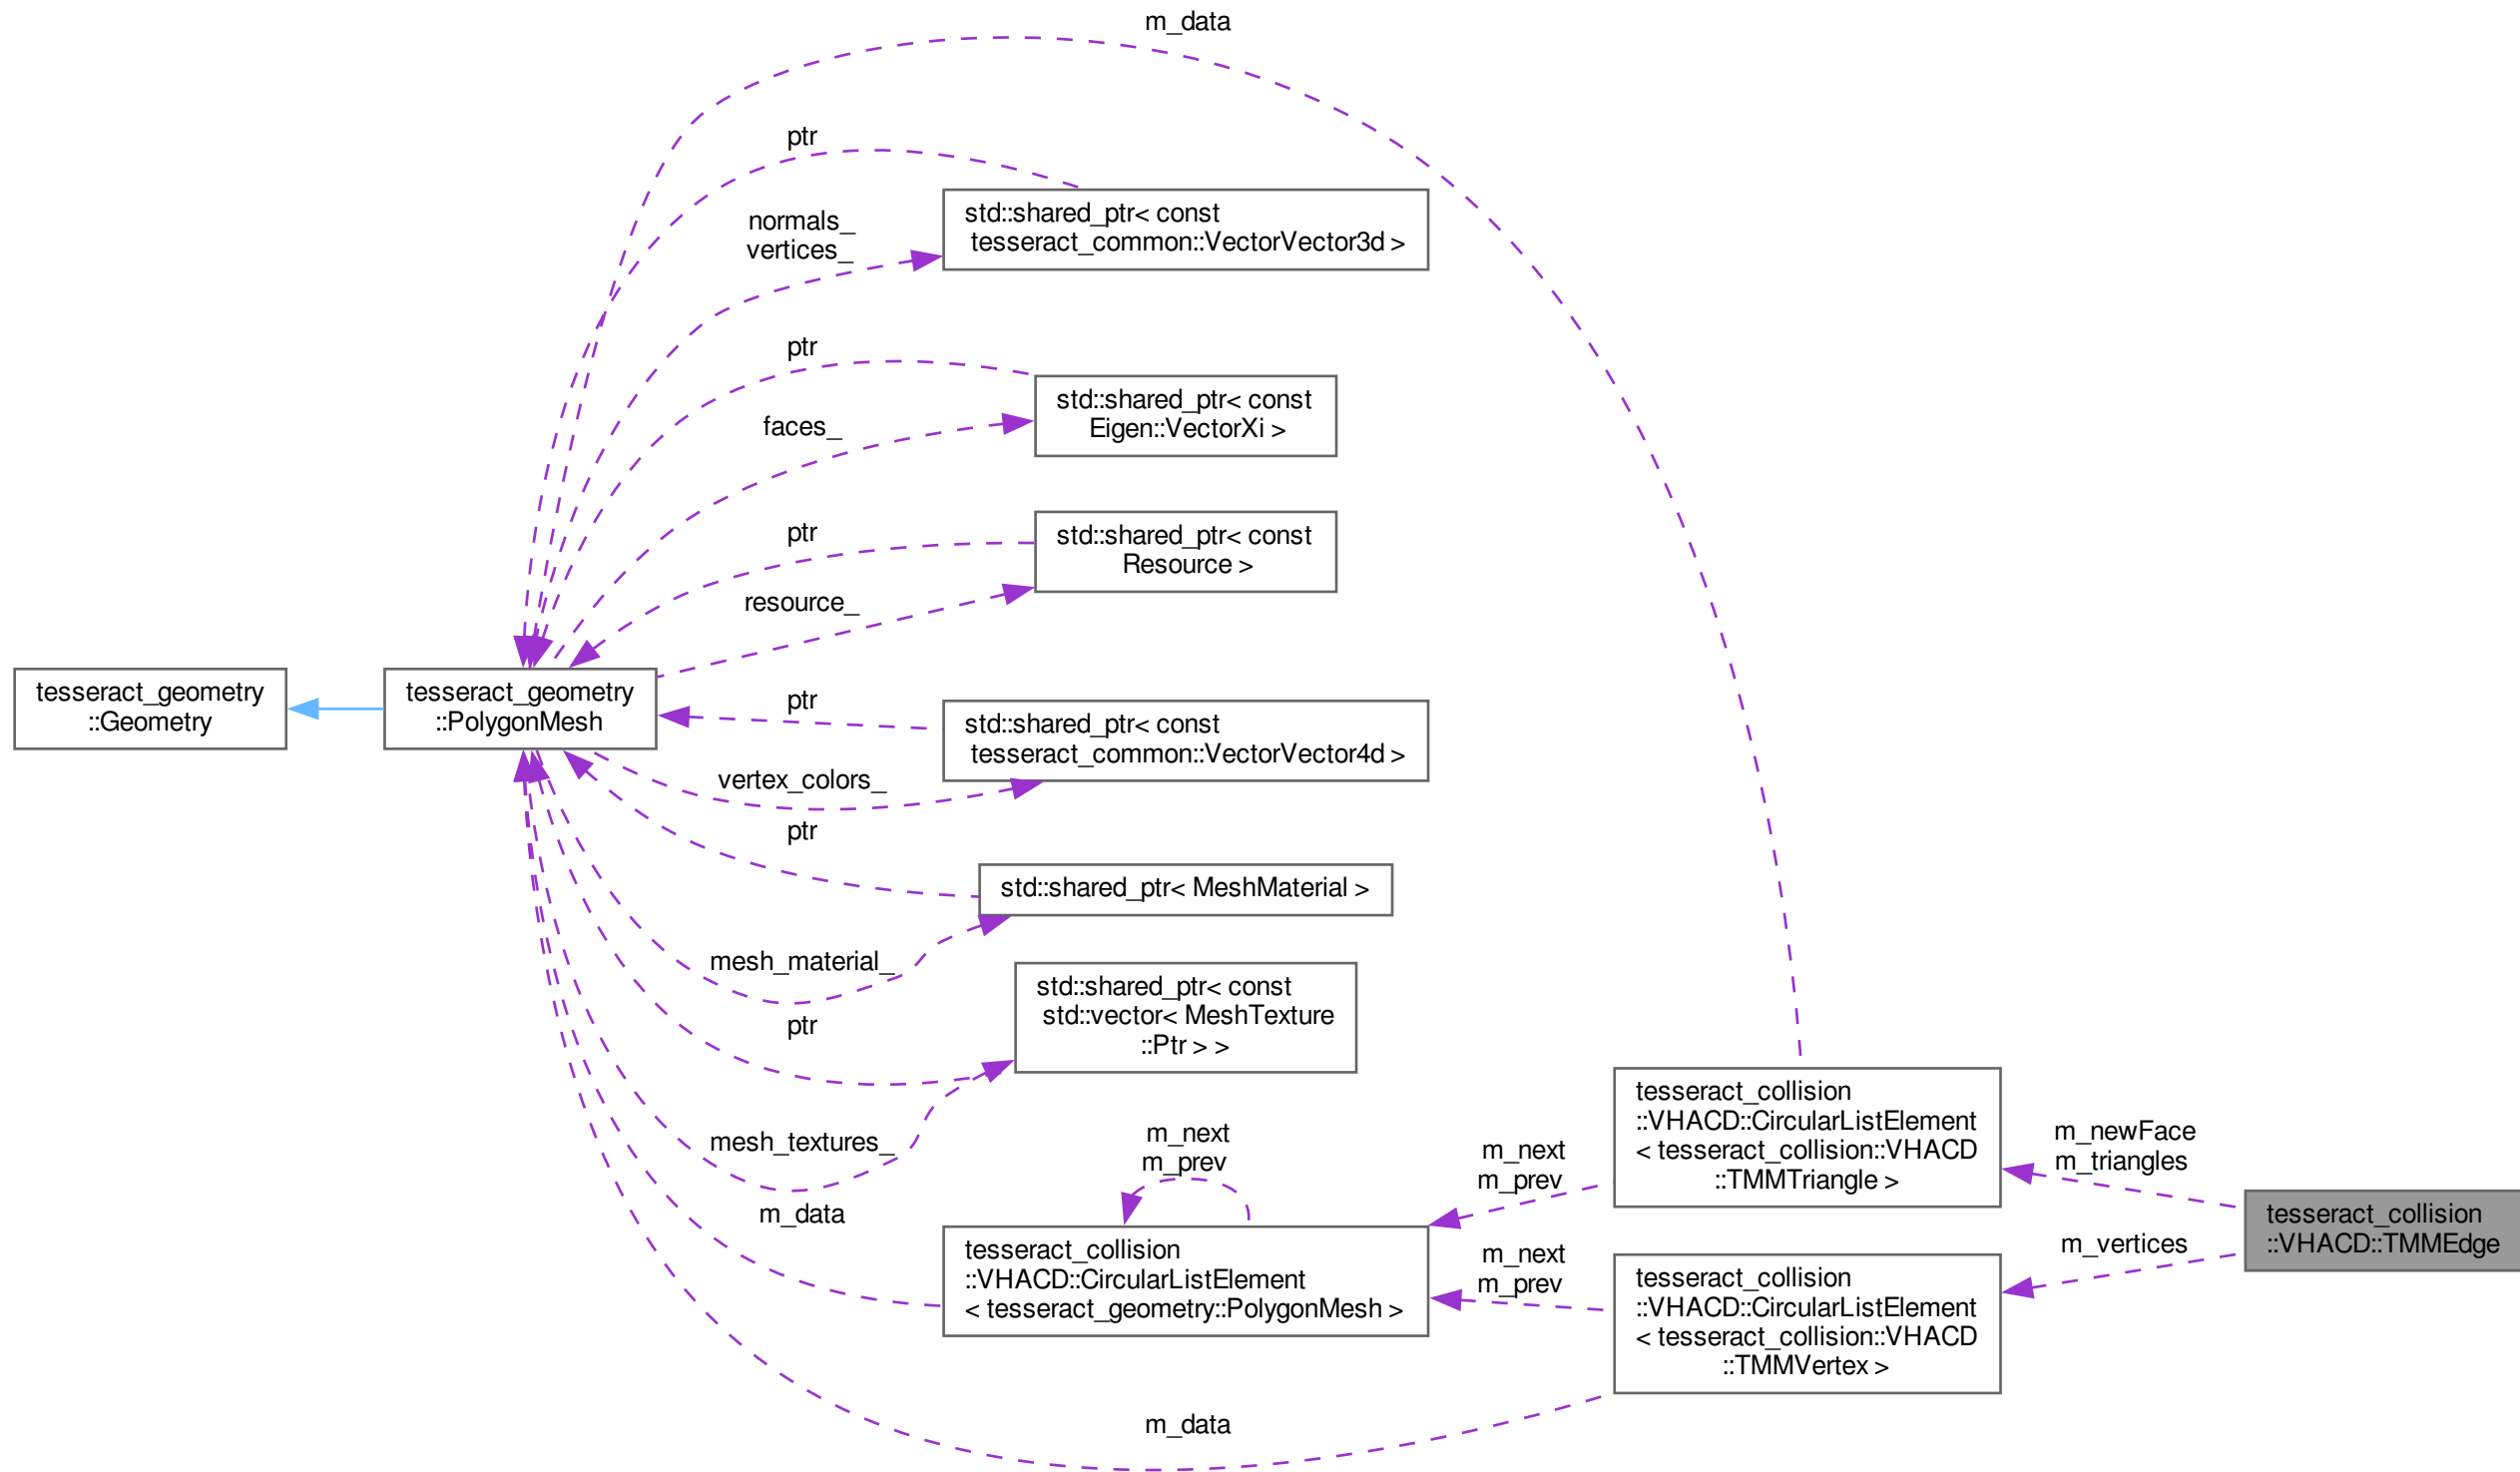 m_data
ptr
std::shared_ptr< const
tesseract_common::VectorVector3d >
normals_
vertices_
ptr
std::shared_ptr< const
Eigen::VectorXi >
faces_
ptr
std::shared_ptr< const
Resource >
resource_
tesseract_geometry
::Geometry
tesseract_geometry
::PolygonMesh
ptr
std::shared_ptr< const
tesseract_common::VectorVector4d >
vertex_colors_
ptr
std::shared_ptr< MeshMaterial >
mesh_material_
std::shared_ptr< const
std::vector< MeshTexture
::Ptr > >
ptr
mesh_textures_
m_data
m_next
m_prev
tesseract_collision
::VHACD::CircularListElement
< tesseract_geometry::PolygonMesh >
m_next
m_prev
m_next
m_prev
tesseract_collision
::VHACD::CircularListElement
< tesseract_collision::VHACD
::TMMTriangle >
tesseract_collision
::VHACD::CircularListElement
< tesseract_collision::VHACD
::TMMVertex >
m_newFace
m_triangles
m_vertices
tesseract_collision
::VHACD::TMMEdge
m_data